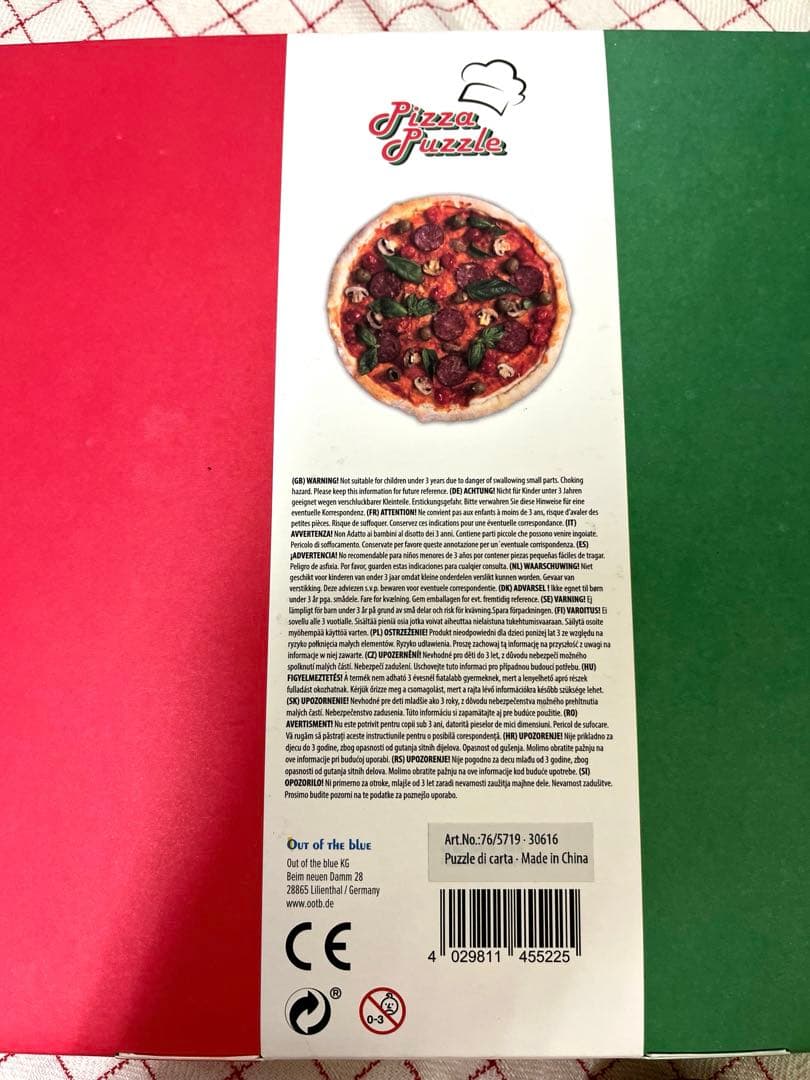 Pizza
Puzzle
(GB) WARNING! Not suitable for children under 3 years due to danger of swallowing small parts. Choking
hazard. Please keep this information for future reference. (DE) ACHTUNG! Nicht für Kinder unter 3 Jahren
geeignet wegen verschluckbarer Kleinteile. Erstickungsgefahr. Bitte verwahren Sie diese Hinweise für eine
eventuelle Korrespondenz. (FR) ATTENTION! Ne convient pas aux enfants à moins de 3 ans, risque d'avaler des
petites pièces. Risque de suffoquer. Conservez ces indications pour une éventuelle correspondance. (IT)
AVVERTENZA! Non Adatto ai bambini al disotto dei 3 anni. Contiene parti piccole che possono venire ingoiate.
Pericolo di soffocamento. Conservate per favore queste annotazione per un´eventuale corrispondenza. (ES)
¡ADVERTENCIA! No recomendable para niños menores de 3 años por contener piezas pequeñas fáciles de tragar.
Peligro de asfixia. Por favor, guarden estas indicaciones para cualqier consulta. (NL) WAARSCHUWING! Niet
geschikt voor kinderen van onder 3 jaar omdat kleine onderdelen verslikt kunnen worden. Gevaar van
verstikking. Deze adviezen s.v.p. bewaren voor eventuele correspondentie. (DK) ADVARSEL ! Ikke egnet til børn
under 3 år pga. smådele. Fare for kvælning. Gem emballagen for evt. fremtidig reference. (SE) VARNING! Ej
lämpligt för barn under 3 år på grund av små delar och risk för kvävning.Spara förpackningen. (FI) VAROITUS! Ei
sovellu alle 3 vuotiaille. Sisältää pieniä osia jotka voivat aiheuttaa nielaistuna tukehtumisvaaraan. Säilytä osoite
myöhempää käyttöä varten. (PL) OSTRZEŻENIE! Produkt nieodpowiedni dla dzieci poniżej lat 3 ze względu na
ryzyko połknięcia małych elementów. Ryzyko udławienia. Proszę zachowaj tą informację na przyszłość z uwagi na
informacje w niej zawarte. (CZ) UPOZERNĚNÍ! Nevhodné pro děti do 3 let, z důvodu nebezpečí možného
spolknutí malých částí. Nebezpečí zadušení. Uschovejte tuto informaci pro případnou budoucí potřebu. (HU)
FIGYELMEZTETÉS! A termék nem adható 3 évesnél fiatalabb gyermeknek, mert a lenyelhető apró részek
fulladást okozhatnak. Kérjük őrizze meg a csomagolást, mert a rajta lévő információkra később szüksége lehet.
(SK) UPOZORNENIE! Nevhodné pre deti mladšie ako 3 roky, z dôvodu nebezpečenstva možného prehltnutia
malých častí. Nebezpečenstvo zadusenia. Túto informáciu si zapamätajte aj pre budúce použitie. (RO)
AVERTISMENT! Nu este potrivit pentru copii sub 3 ani, datorită pieselor de mici dimensiuni. Pericol de sufocare.
Vă rugăm să păstrați aceste instructiunile pentru o posibilă corespondență. (HR) UPOZORENJE! Nije prikladno za
djecu do 3 godine, zbog opasnosti od gutanja sitnih dijelova. Opasnost od gušenja. Molimo obratite pažnju na
ove informacije pri budućoj uporabi. (RS) UPOZORENJE! Nije pogodno za decu mlađu od 3 godine, zbog
opasnosti od gutanja sitnih delova. Molimo obratite pažnju na ove informacije kod buduće upotrebe. (SI)
OPOZORILO! Ni primerno za otroke, mlajše od 3 let zaradi nevarnosti zaužitja majhne dele. Nevarnost zadušitve.
Prosimo budite pozorni na te podatke za poznejšo uporabo.
Out of the blue
Out of the blue KG
Beim neuen Damm 28
28865 Lilienthal / Germany
www.ootb.de
Art.No.:76/5719 · 30616
Puzzle di carta · Made in China
CE
4 029811 455225
®
0-3